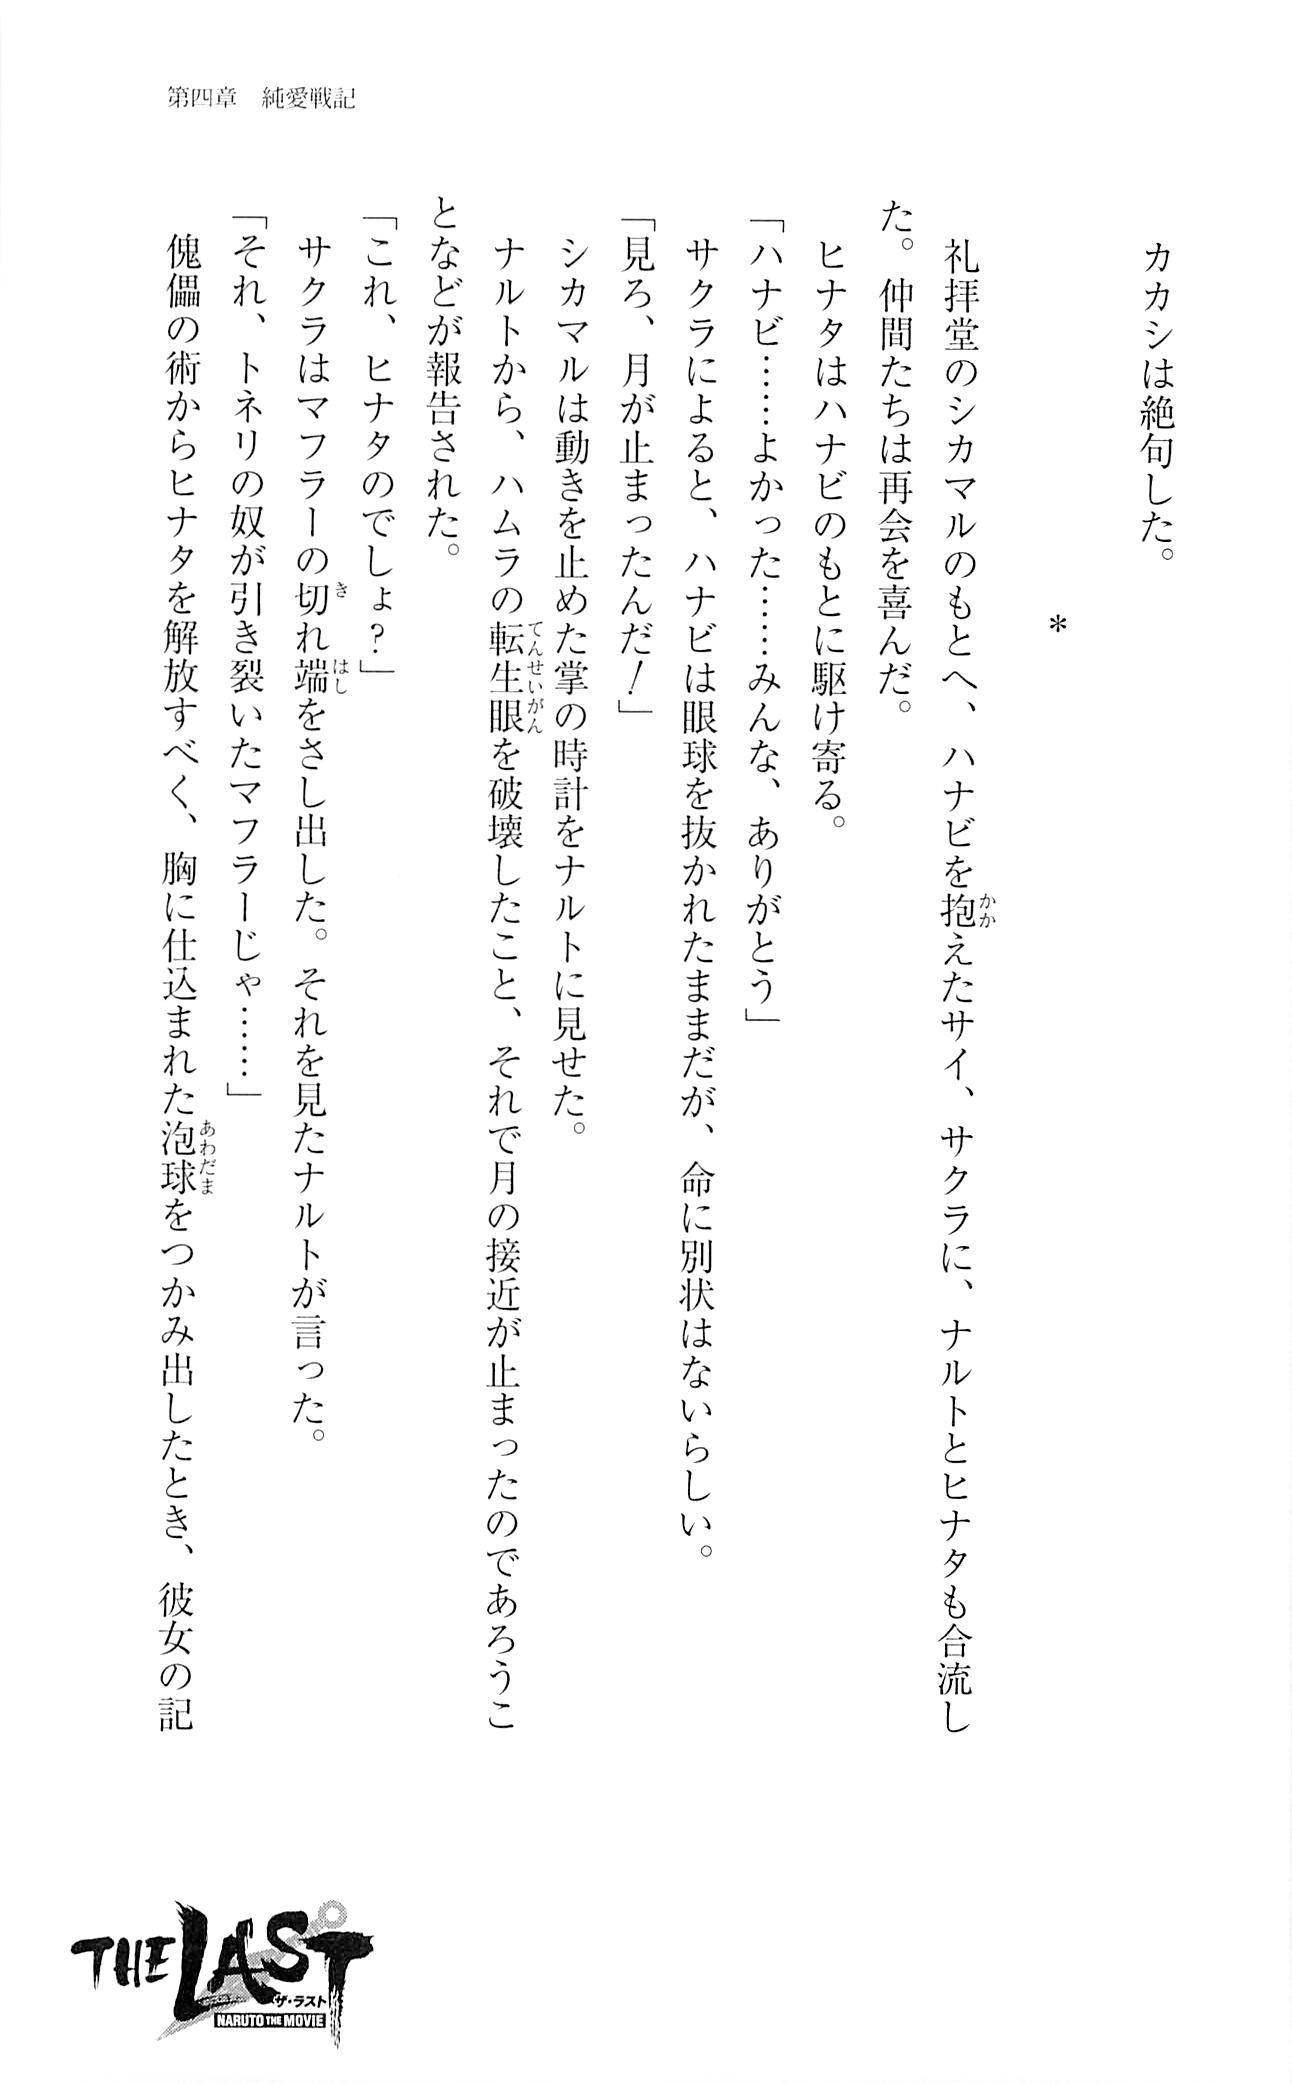 第四章　純愛戦記
カカシは絶句した。
*
礼拝堂のシカマルのもとへ、ハナビを抱えたサイ、サクラに、ナルトとヒナタも合流し
た。仲間たちは再会を喜んだ。
ヒナタはハナビのもとに駆け寄る。
「ハナビ……よかった……みんな、ありがとう」
サクラによると、ハナビは眼球を抜かれたままだが、命に別状はないらしい。
「見ろ、月が止まったんだ！」
シカマルは動きを止めた掌の時計をナルトに見せた。
ナルトから、ハムラの転生眼を破壊したこと、それで月の接近が止まったのであろうこ
となどが報告された。
「これ、ヒナタのでしょ？」
サクラはマフラーの切れ端をさし出した。それを見たナルトが言った。
「それ、トネリの奴が引き裂いたマフラーじゃ……」
傀儡の術からヒナタを解放すべく、胸に仕込まれた泡球をつかみ出したとき、彼女の記
THE LAST
ザ・ラスト
NARUTO THE MOVIE